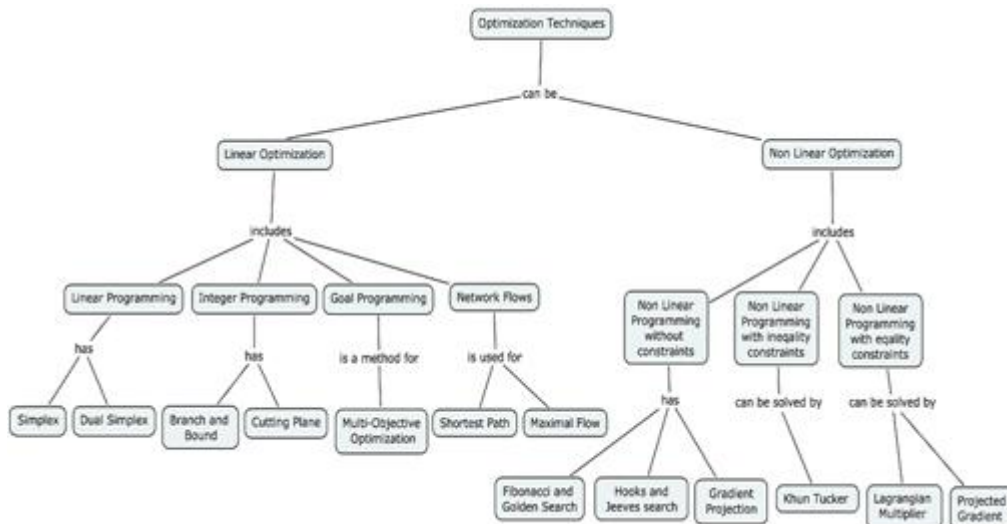 Optimization Techniques
can be
Linear Optimization
Non Linear Optimization
includes
includes
Linear Programming
Integer Programming
Goal Programming
Network Flows
Non Linear
Programming
without
constraints
Non Linear
Programming
with ineqality
constraints
Non Linear
Programming
with eqality
constraints
has
has
is a method for
is used for
has
can be solved by
can be solved by
Simplex
Dual Simplex
Branch and
Bound
Cutting Plane
Multi-Objective
Optimization
Shortest Path
Maximal Flow
Fibonacci and
Golden Search
Hooks and
Jeeves search
Gradient
Projection
Khun Tucker
Lagrangian
Multiplier
Projected
Gradient